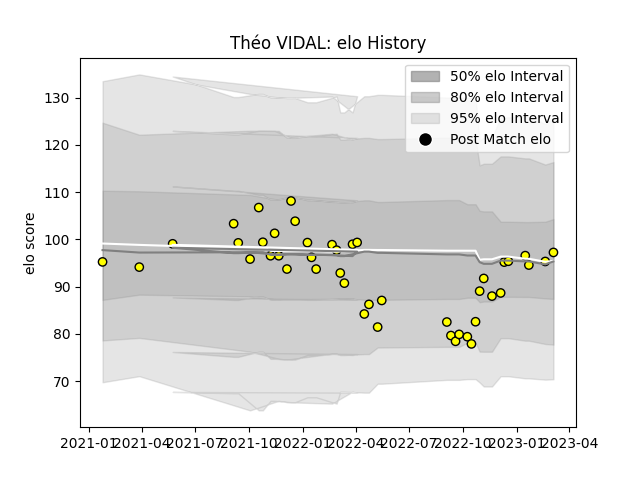 Théo VIDAL: elo History
50% elo Interval
80% elo Interval
95% elo Interval
Post Match elo
elo score
130
120
110
100
90
80
70
2021-01 2021-04 2021-07 2021-10 2022-01 2022-04 2022-07 2022-10 2023-01 2023-04